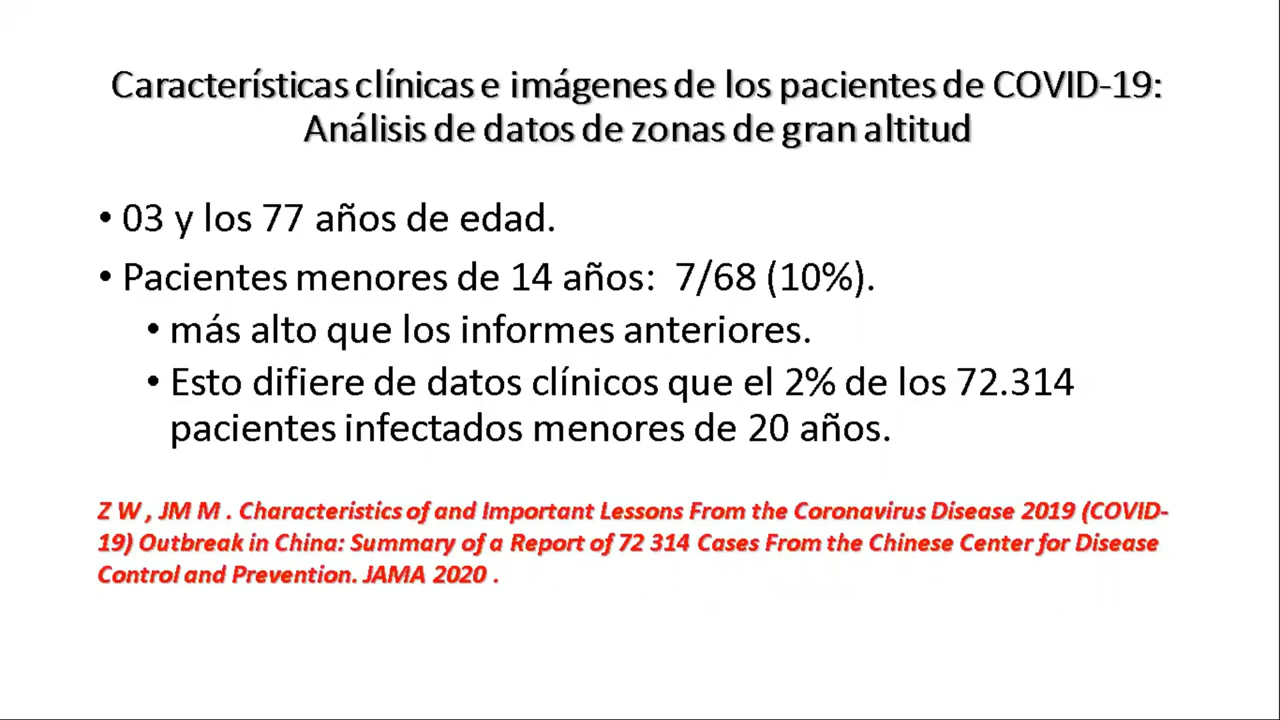 Características clínicas e imágenes de los pacientes de COVID-19:
Análisis de datos de zonas de gran altitud
• 03 y los 77 años de edad.
• Pacientes menores de 14 años: 7/68 (10%).
• más alto que los informes anteriores.
• Esto difiere de datos clínicos que el 2% de los 72.314
pacientes infectados menores de 20 años.
Z W , JM M . Characteristics of and Important Lessons From the Coronavirus Disease 2019 (COVID-
19) Outbreak in China: Summary of a Report of 72 314 Cases From the Chinese Center for Disease
Control and Prevention. JAMA 2020 .